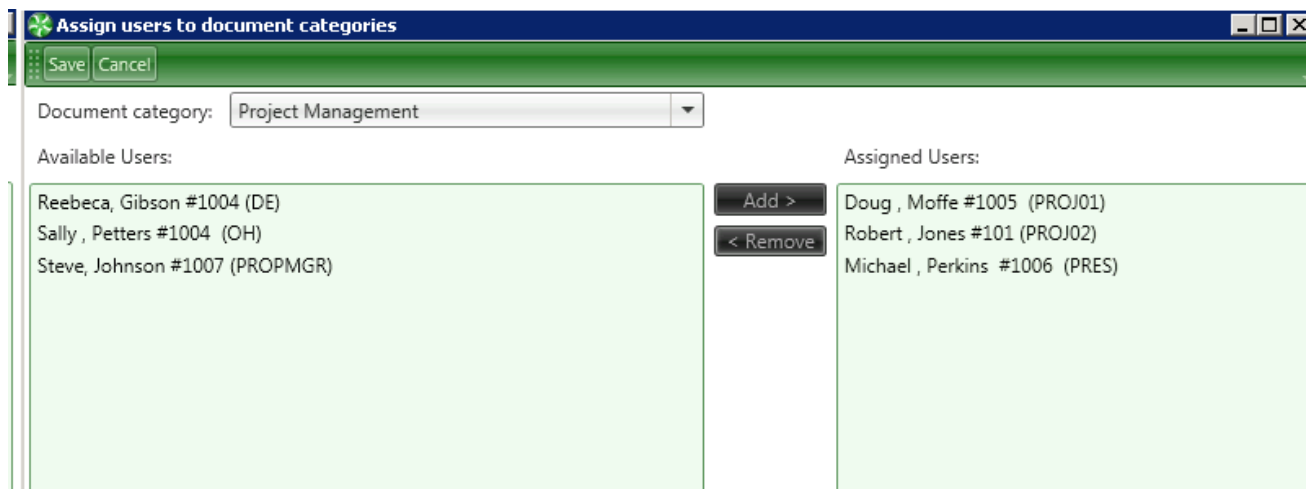 Assign users to document categories
Save Cancel
Document category: Project Management
Available Users:
Assigned Users:
Reebeca, Gibson #1004 (DE)
Sally , Petters #1004  (OH)
Steve, Johnson #1007 (PROPMGR)
Add >
< Remove
Doug , Moffe #1005  (PROJ01)
Robert , Jones #101 (PROJ02)
Michael , Perkins  #1006  (PRES)